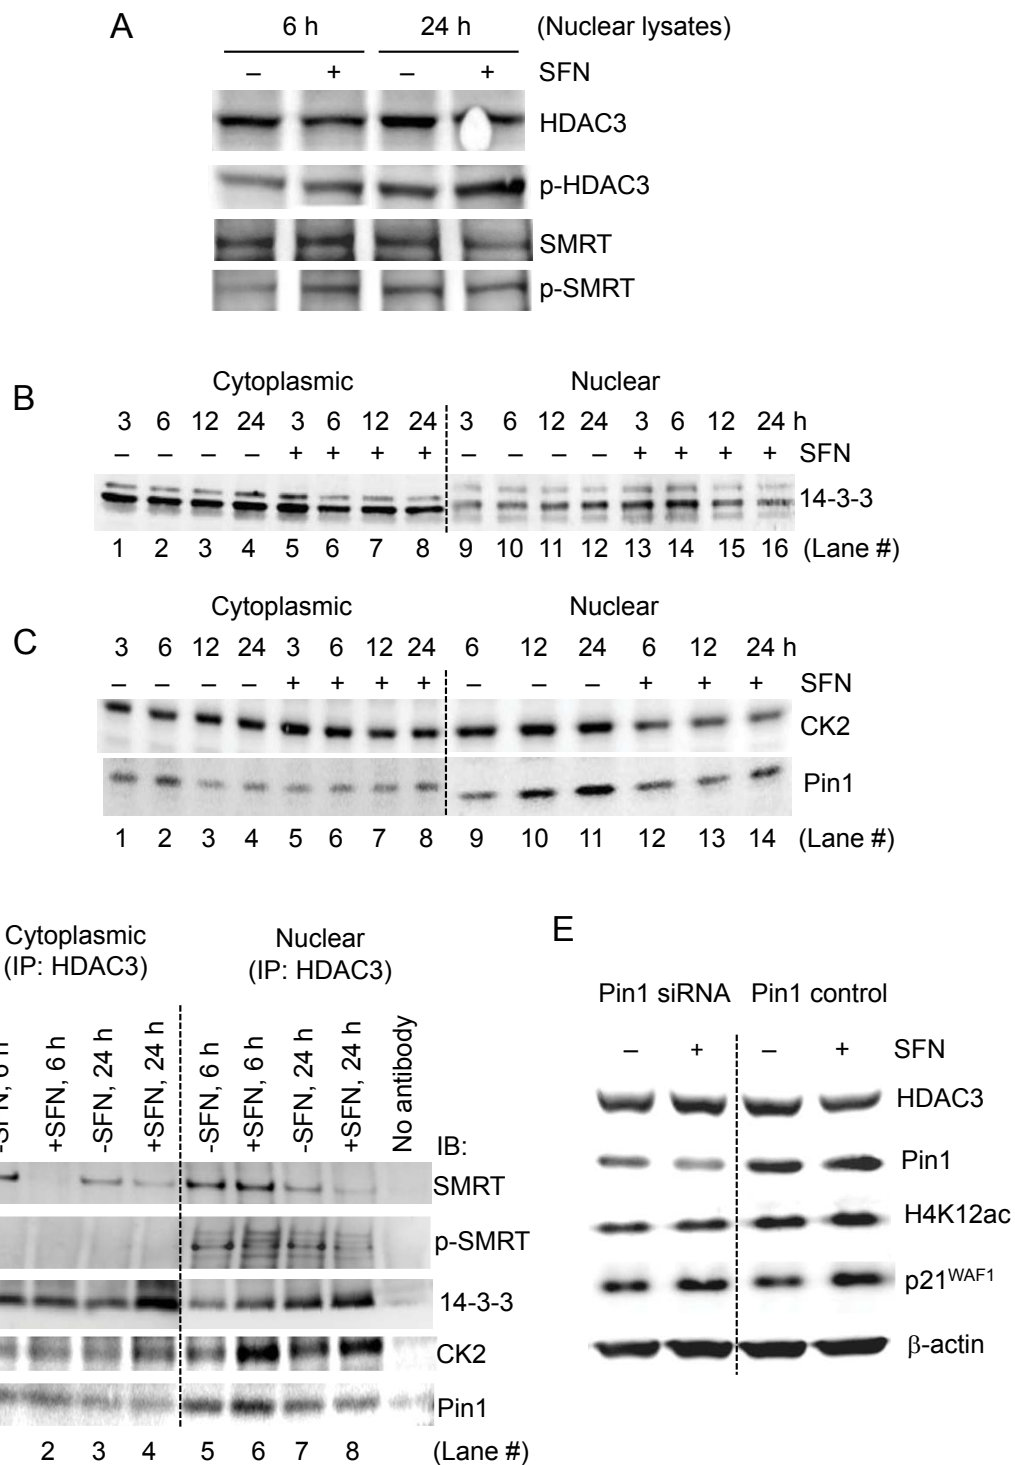 A
6 h 24 h (Nuclear lysates)
– + – + SFN
HDAC3
p-HDAC3
SMRT
p-SMRT
B
Cytoplasmic Nuclear
3 6 12 24 3 6 12 24 3 6 12 24 3 6 12 24 h
– – – – + + + + – – – – + + + + SFN
14-3-3
1 2 3 4 5 6 7 8 9 10 11 12 13 14 15 16 (Lane #)
C
Cytoplasmic Nuclear
3 6 12 24 3 6 12 24 6 12 24 6 12 24 h
– – – – + + + + – – – + + + SFN
CK2
Pin1
1 2 3 4 5 6 7 8 9 10 11 12 13 14 (Lane #)
Cytoplasmic
(IP: HDAC3)
Nuclear
(IP: HDAC3)
-SFN, 6 h
+SFN, 6 h
-SFN, 24 h
+SFN, 24 h
-SFN, 6 h
+SFN, 6 h
-SFN, 24 h
+SFN, 24 h
No antibody
IB:
SMRT
p-SMRT
14-3-3
CK2
Pin1
2 3 4 5 6 7 8 (Lane #)
E
Pin1 siRNA Pin1 control
– + – + SFN
HDAC3
Pin1
H4K12ac
p21WAF1
β-actin